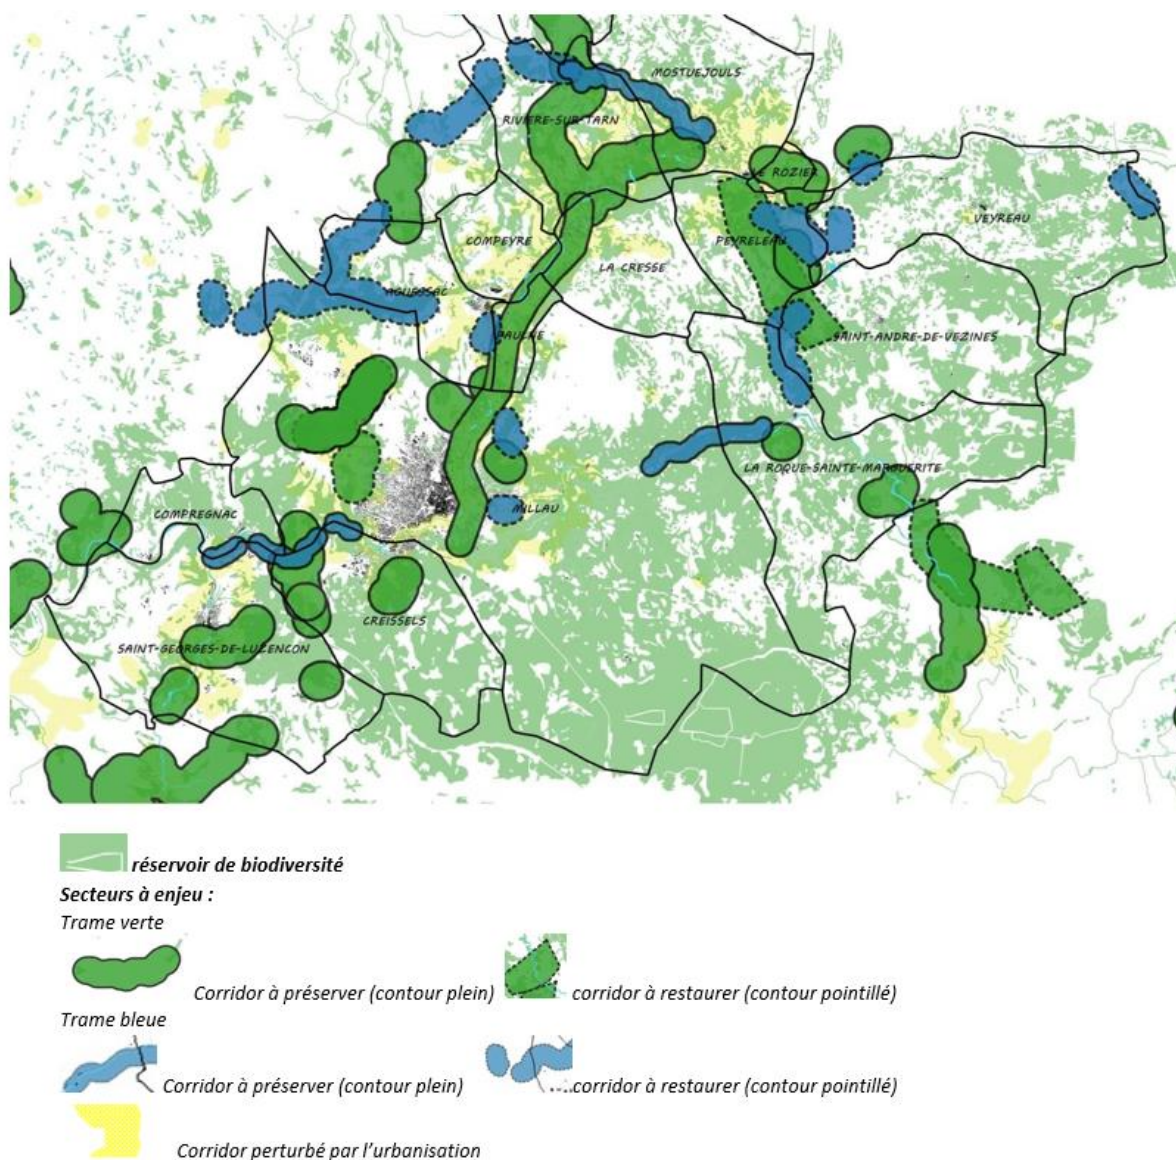 MOSTUEJOULS
RIVIERE-SUR-TARN
LE ROZIER
VEYREAU
COMPEYRE
PEYRELEAU
LA CRESSE
AGUESSAC
PAULHE
SAINT-ANDRE-DE-VEZINES
LA ROQUE-SAINTE-MARGUERITE
COMPREGNAC
MILLAU
CREISSELS
SAINT-GEORGES-DE-LUZENCON
réservoir de biodiversité
Secteurs à enjeu :
Trame verte
Corridor à préserver (contour plein) corridor à restaurer (contour pointillé)
Trame bleue
Corridor à préserver (contour plein) corridor à restaurer (contour pointillé)
Corridor perturbé par l'urbanisation